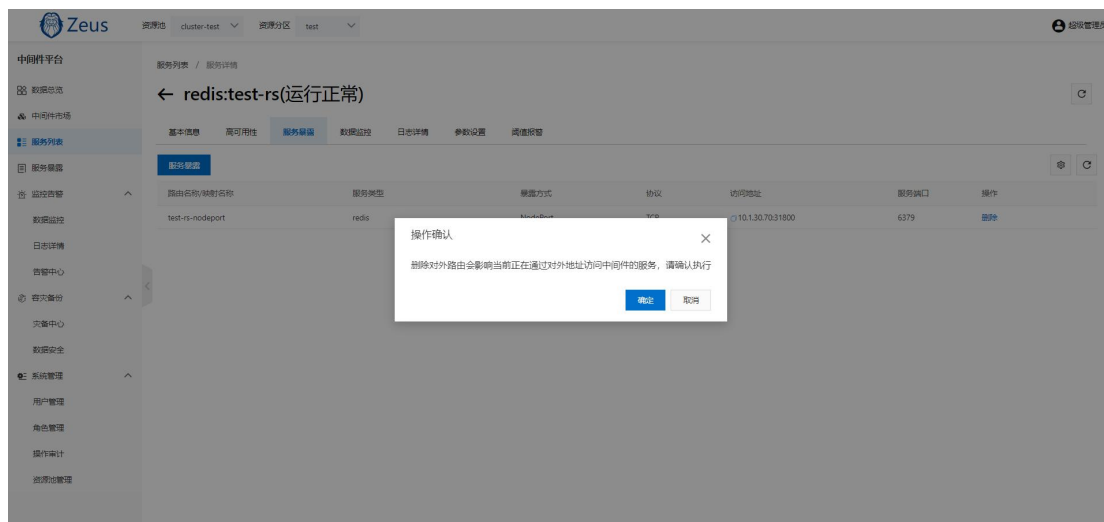 Zeus 资源池 cluster-test 资源分区 test 超级管理员
中间件平台
数据总览
中间件市场
服务列表
服务暴露
监控告警
数据监控
日志详情
告警中心
容灾备份
灾备中心
数据安全
系统管理
用户管理
角色管理
操作审计
资源池管理
服务列表 / 服务详情
← redis:test-rs(运行正常)
基本信息 高可用性 服务暴露 数据监控 日志详情 参数设置 阈值报警
服务暴露
路由名称/映射名称 服务类型 暴露方式 协议 访问地址 服务端口 操作
test-rs-nodeport redis NodePort TCP 10.1.30.70:31800 6379 删除
操作确认
删除对外路由会影响当前正在通过对外地址访问中间件的服务，请确认执行
确定 取消